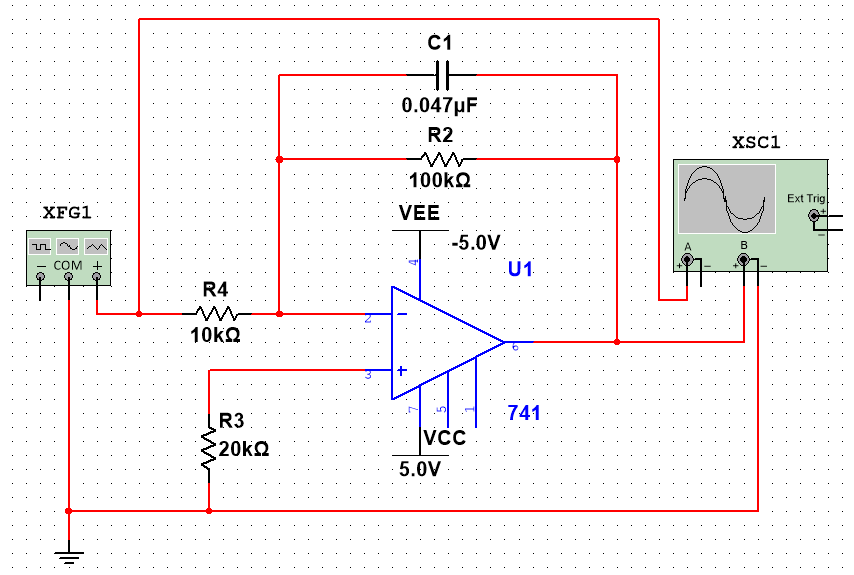 C1
0.047µF
R2
100kΩ
XSC1
Ext Trig
+
−
A
B
+ − + −
XFG1
− COM +
VEE
-5.0V
4
U1
R4
10kΩ
2
−
6
3
+
R3
20kΩ
7 5 1
741
VCC
5.0V